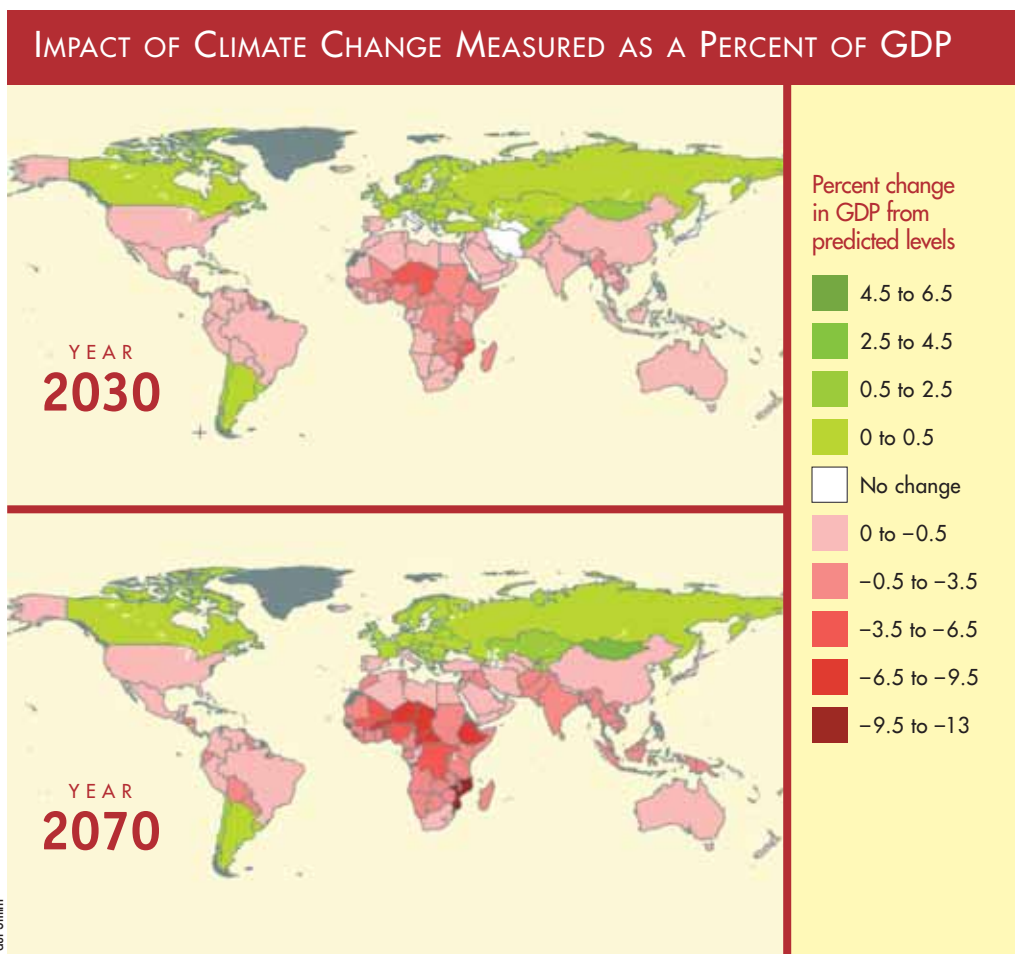 IMPACT OF CLIMATE CHANGE MEASURED AS A PERCENT OF GDP
YEAR
2030
YEAR
2070
Percent change
in GDP from
predicted levels
4.5 to 6.5
2.5 to 4.5
0.5 to 2.5
0 to 0.5
No change
0 to −0.5
−0.5 to −3.5
−3.5 to −6.5
−6.5 to −9.5
−9.5 to −13